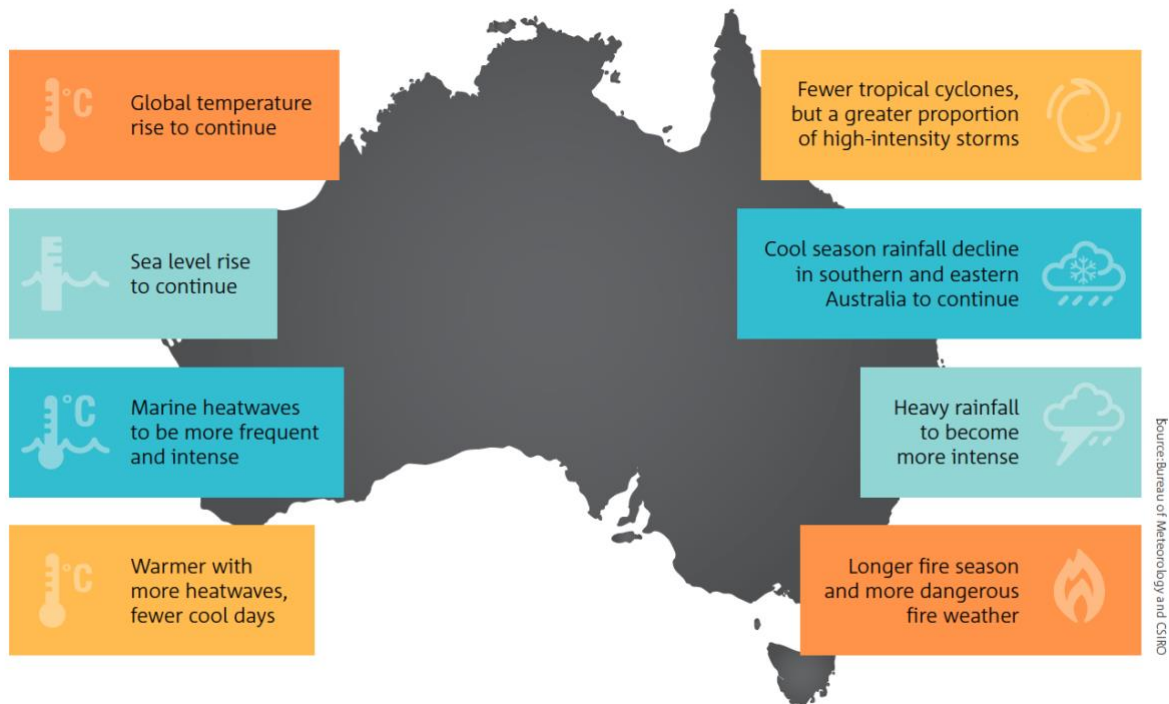 °C
Global temperature
rise to continue
Sea level rise
to continue
°C
Marine heatwaves
to be more frequent
and intense
°C
Warmer with
more heatwaves,
fewer cool days
Fewer tropical cyclones,
but a greater proportion
of high-intensity storms
Cool season rainfall decline
in southern and eastern
Australia to continue
Heavy rainfall
to become
more intense
Longer fire season
and more dangerous
fire weather
Source:Bureau of Meteorology and CSIRO